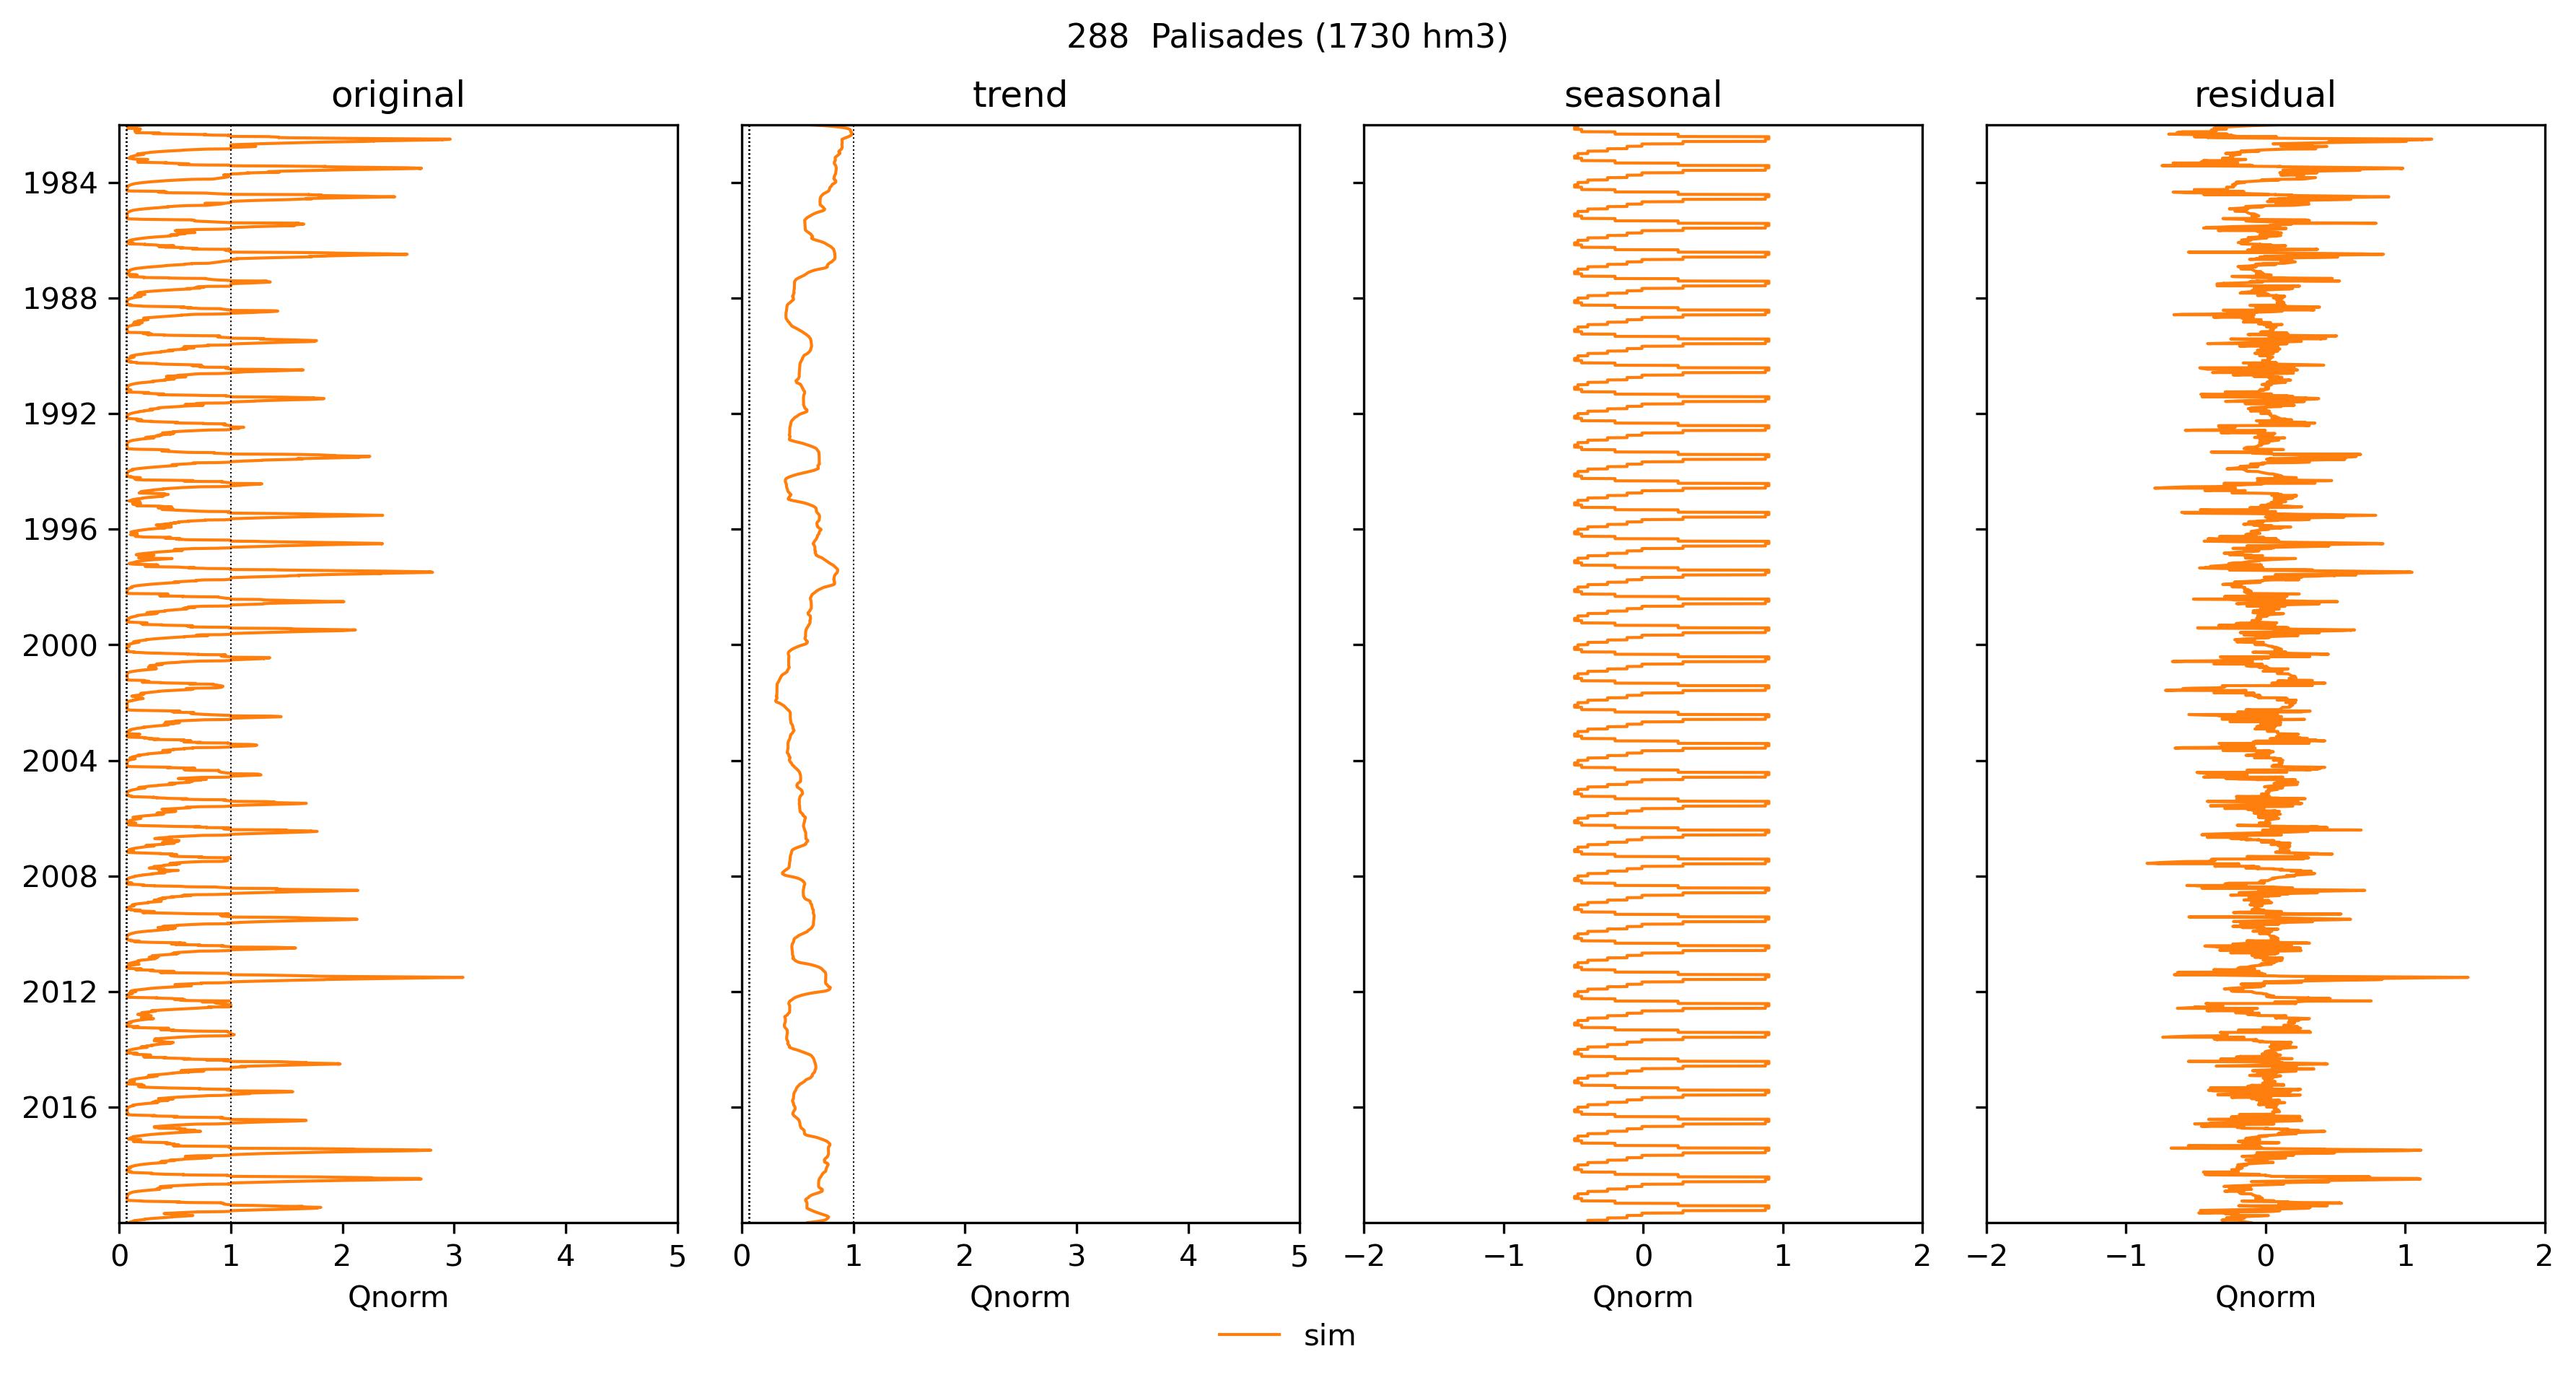 288  Palisades (1730 hm3)
original
trend
seasonal
residual
1984
1988
1992
1996
2000
2004
2008
2012
2016
0 1 2 3 4 5
0 1 2 3 4 5
−2 −1 0 1 2
−2 −1 0 1 2
Qnorm
Qnorm
Qnorm
Qnorm
sim